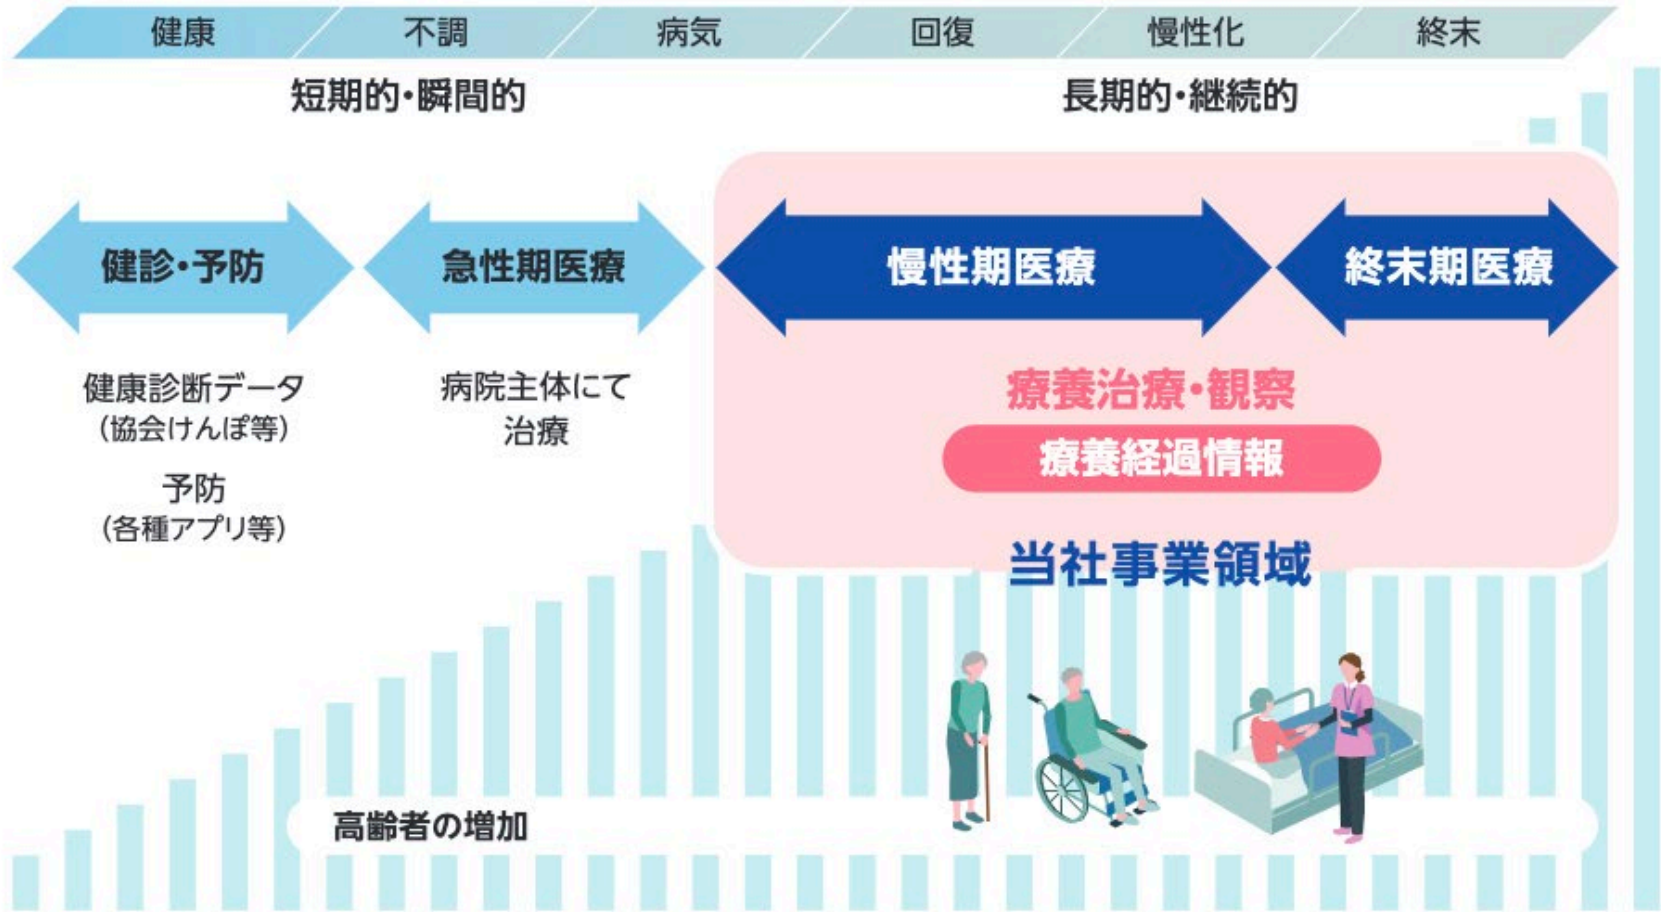 健康 不調 病気 回復 慢性化 終末
短期的・瞬間的 長期的・継続的
健診・予防 急性期医療 慢性期医療 終末期医療
健康診断データ
（協会けんぽ等）
予防
（各種アプリ等）
病院主体にて
治療
療養治療・観察
療養経過情報
当社事業領域
高齢者の増加